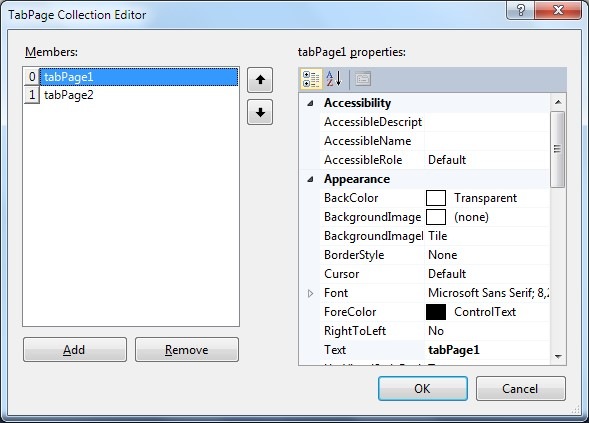 TabPage Collection Editor
Members:
0 tabPage1
1 tabPage2
Add
Remove
tabPage1 properties:
Accessibility
AccessibleDescript
AccessibleName
AccessibleRole Default
Appearance
BackColor Transparent
BackgroundImage (none)
BackgroundImageI Tile
BorderStyle None
Cursor Default
Font Microsoft Sans Serif; 8,2
ForeColor ControlText
RightToLeft No
Text tabPage1
OK
Cancel